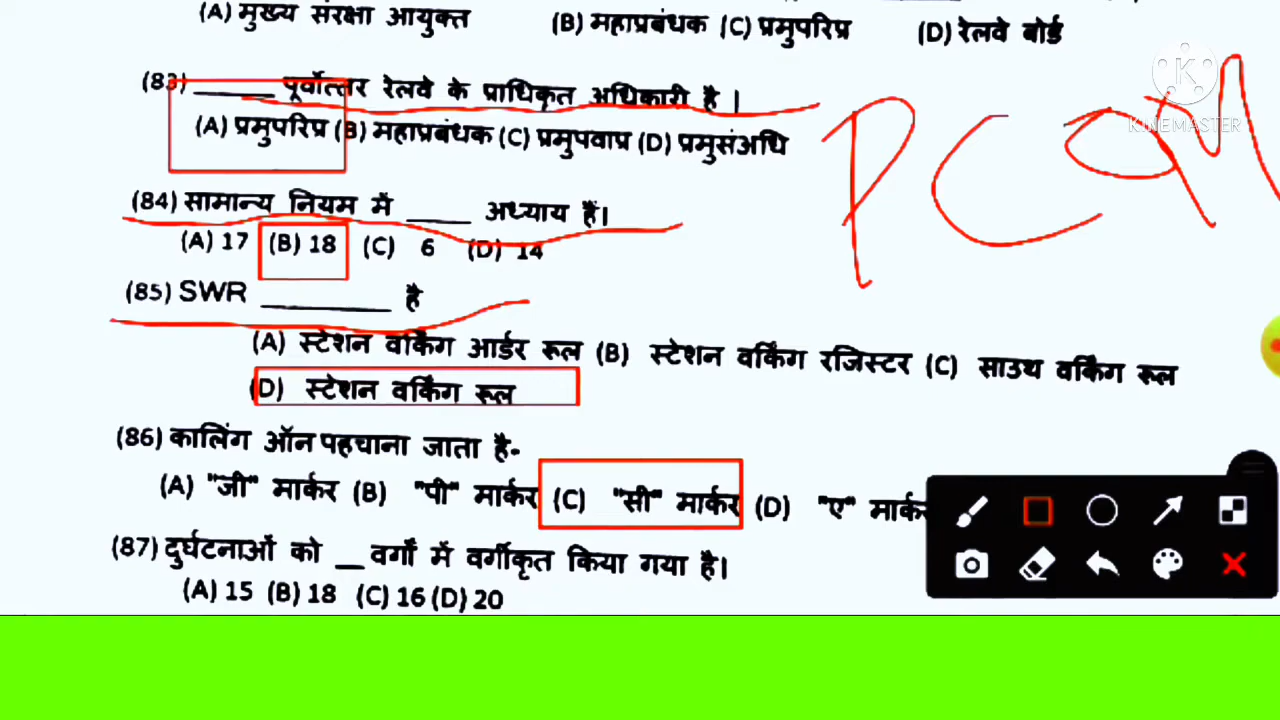 (A) मुख्य संरक्षा आयुक्त (B) महाप्रबंधक (C) प्रमुपरिप्र (D) रेलवे बोर्ड
(83) ______ पूर्वोत्तर रेलवे के प्राधिकृत अधिकारी है ।
(A) प्रमुपरिप्र (B) महाप्रबंधक (C) प्रमुपवाप्र (D) प्रमुसंअधि
PCOM
KINEMASTER
(84) सामान्य नियम में ____ अध्याय हैं।
(A) 17 (B) 18 (C) 6 (D) 14
(85) SWR _________ है
(A) स्टेशन वर्किंग आर्डर रूल (B) स्टेशन वर्किंग रजिस्टर (C) साउथ वर्किंग रूल
(D) स्टेशन वर्किंग रूल
(86) कालिंग ऑन पहचाना जाता है-
(A) "जी" मार्कर (B) "पी" मार्कर (C) "सी" मार्कर (D) "ए" मार्कर
(87) दुर्घटनाओं को __ वर्गों में वर्गीकृत किया गया है।
(A) 15 (B) 18 (C) 16 (D) 20